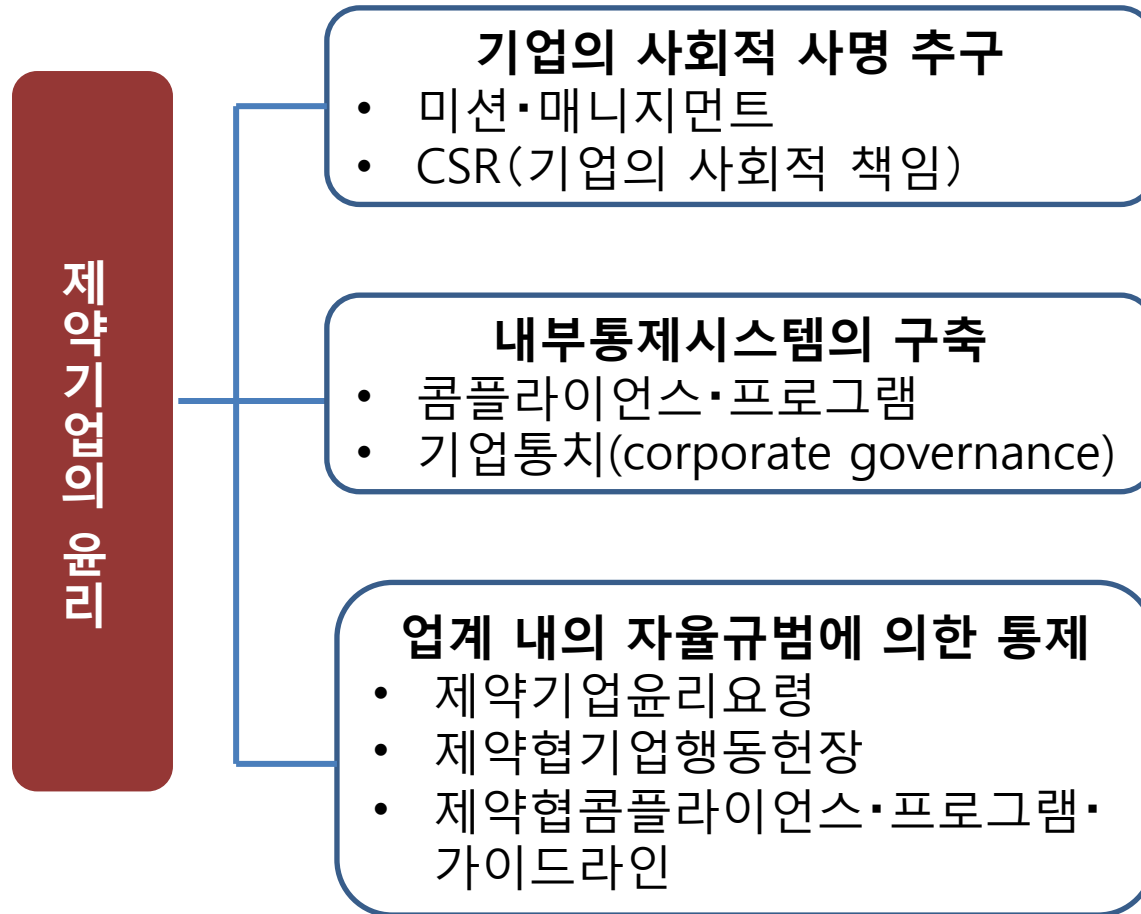 제약기업의 윤리
기업의 사회적 사명 추구
• 미션▪매니지먼트
• CSR(기업의 사회적 책임)
내부통제시스템의 구축
• 콤플라이언스▪프로그램
• 기업통치(corporate governance)
업계 내의 자율규범에 의한 통제
• 제약기업윤리요령
• 제약협기업행동헌장
• 제약협콤플라이언스▪프로그램▪
가이드라인